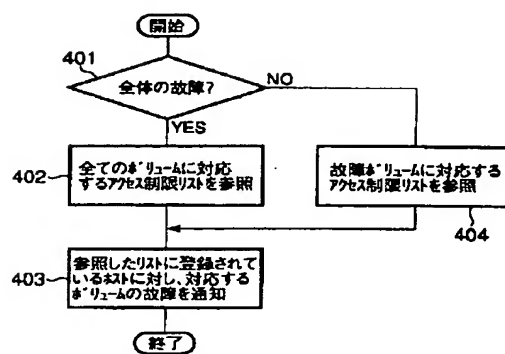 開始
401
全体の故障?
NO
YES
402
全てのボリュームに対応
するアクセス制限リストを参照
故障ボリュームに対応する
アクセス制限リストを参照
404
403
参照したリストに登録されて
いるホストに対し、対応する
ボリュームの故障を通知
終了